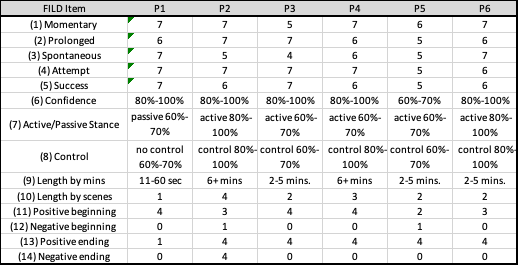 FILD Item P1 P2 P3 P4 P5 P6
(1) Momentary 7 7 5 7 6 7
(2) Prolonged 6 7 7 6 5 6
(3) Spontaneous 7 5 4 6 5 7
(4) Attempt 7 7 7 7 5 6
(5) Success 7 6 7 6 5 6
(6) Confidence 80%-100% 80%-100% 80%-100% 80%-100% 60%-70% 80%-100%
(7) Active/Passive Stance passive 60%-70% active 80%-100% active 60%-70% active 60%-70% active 60%-70% active 80%-100%
(8) Control no control 60%-70% control 80%-100% control 60%-70% control 80%-100% control 60%-70% control 80%-100%
(9) Length by mins 11-60 sec 6+ mins 2-5 mins. 6+ mins 2-5 mins. 2-5 mins.
(10) Length by scenes 1 4 2 3 2 2
(11) Positive beginning 4 3 4 4 2 3
(12) Negative beginning 0 1 0 0 1 0
(13) Positive ending 1 4 4 4 4 4
(14) Negative ending 0 4 0 0 0 0